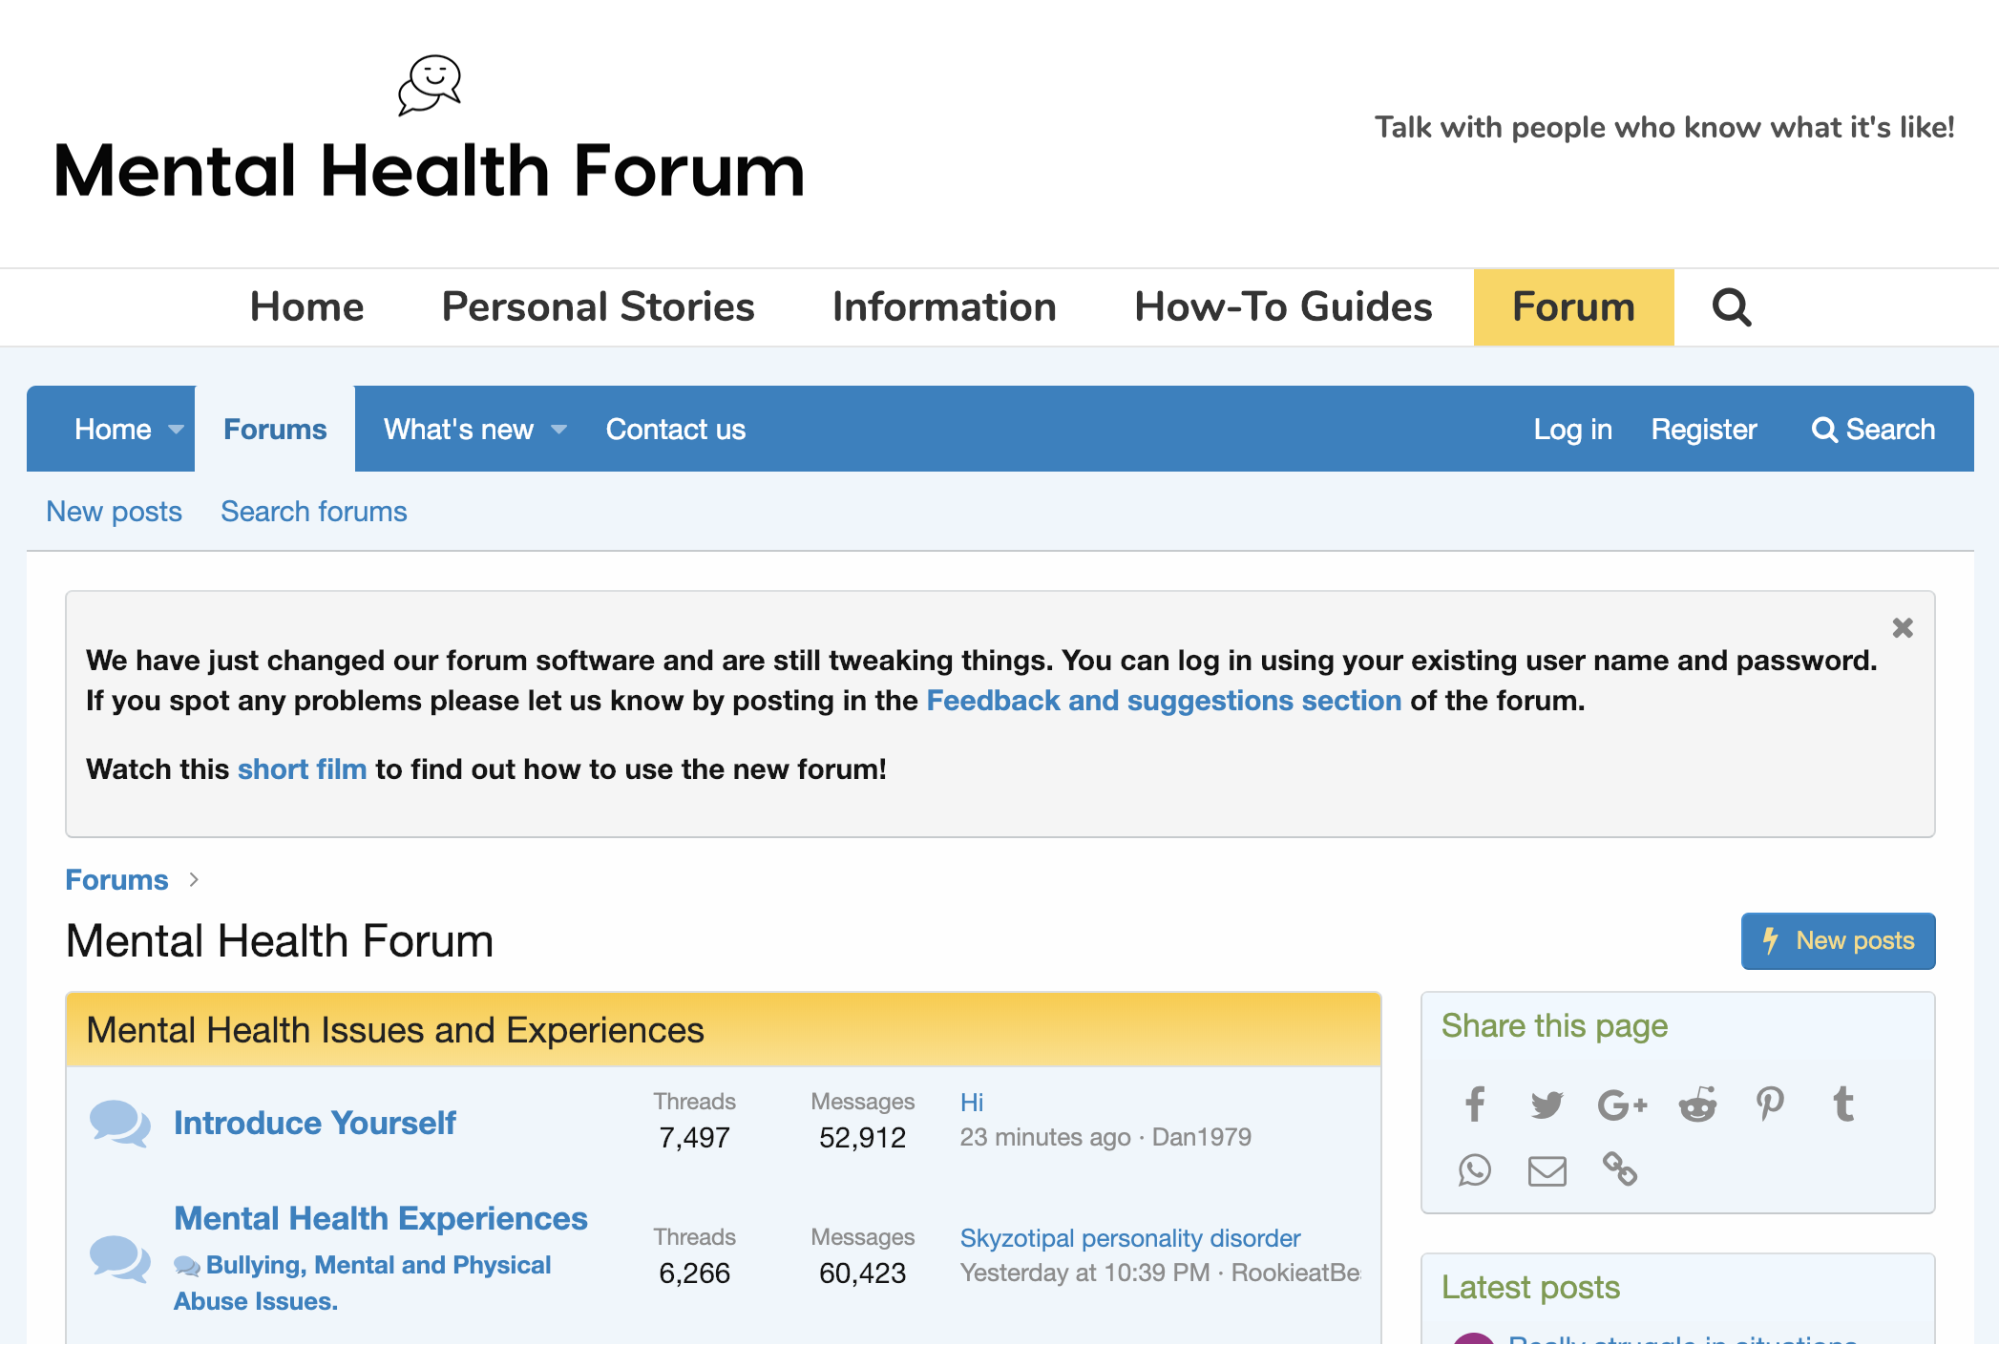 Mental Health Forum
Talk with people who know what it's like!
Home Personal Stories Information How-To Guides Forum
Home Forums What's new Contact us Log in Register Search
New posts Search forums
We have just changed our forum software and are still tweaking things. You can log in using your existing user name and password.
If you spot any problems please let us know by posting in the Feedback and suggestions section of the forum.
Watch this short film to find out how to use the new forum!
Forums
Mental Health Forum
New posts
Mental Health Issues and Experiences
Introduce Yourself
Threads
7,497
Messages
52,912
Hi
23 minutes ago · Dan1979
Mental Health Experiences
Bullying, Mental and Physical
Abuse Issues.
Threads
6,266
Messages
60,423
Skyzotipal personality disorder
Yesterday at 10:39 PM · RookieatBe
Share this page
Latest posts
Really struggle in situations